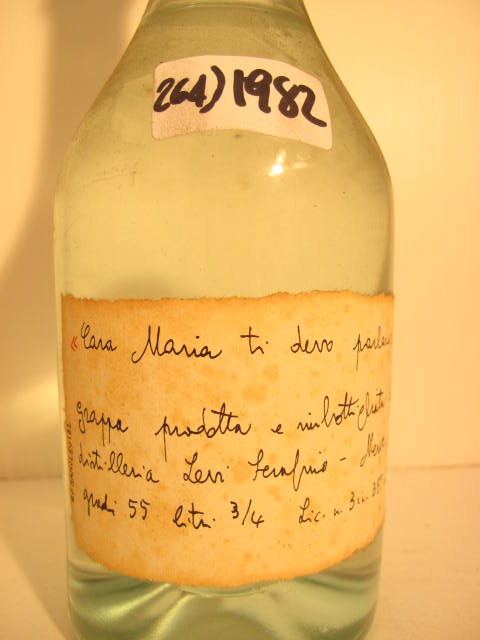 264) 1982
«Cara Maria ti devo parlare
grappa prodotta e imbottigliata
distilleria Levi Serafino - Neive
gradi 55 litri 3/4 Lic. n. 3